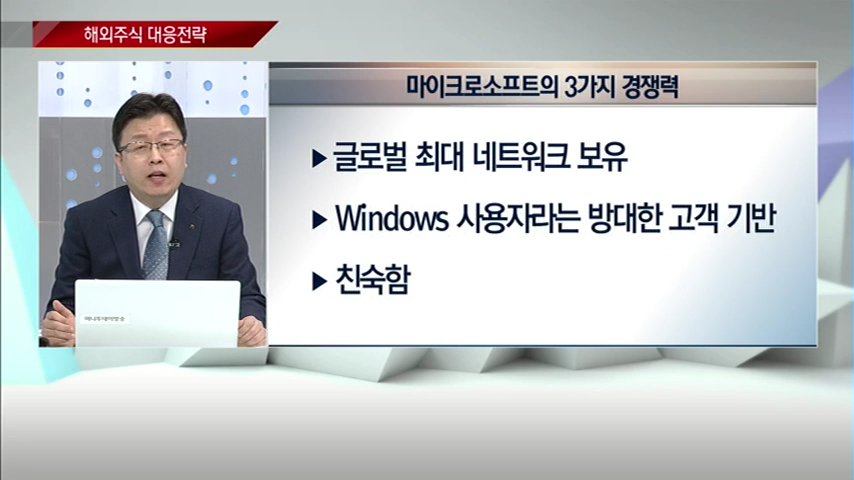 해외주식 대응전략
마이크로소프트의 3가지 경쟁력
▶ 글로벌 최대 네트워크 보유
▶ Windows 사용자라는 방대한 고객 기반
▶ 친숙함